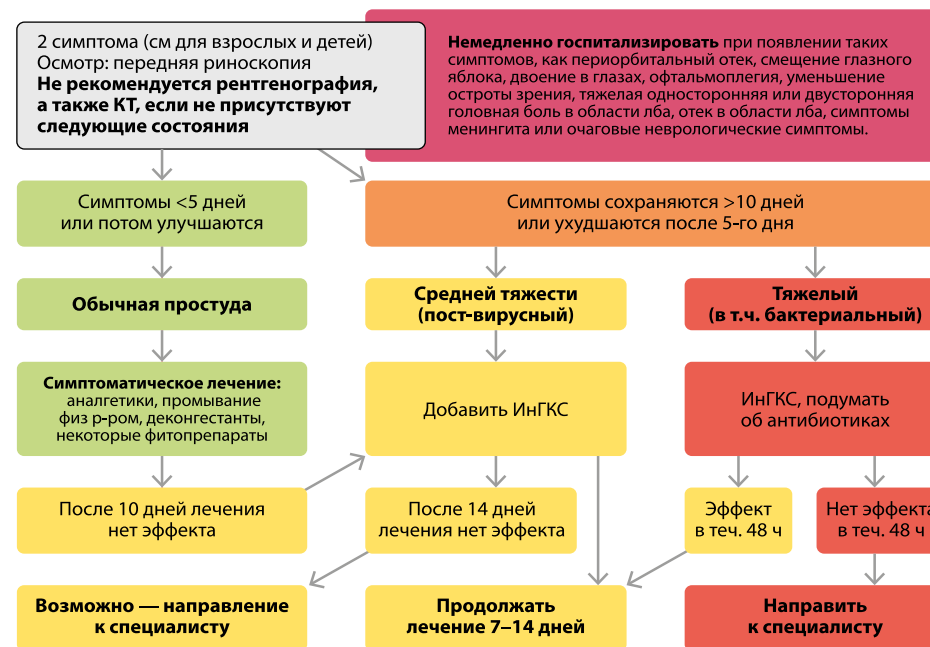 2 симптома (см для взрослых и детей)
Осмотр: передняя риноскопия
Не рекомендуется рентгенография,
а также КТ, если не присутствуют
следующие состояния
Немедленно госпитализировать при появлении таких
симптомов, как периорбитальный отек, смещение глазного
яблока, двоение в глазах, офтальмоплегия, уменьшение
остроты зрения, тяжелая односторонняя или двусторонняя
головная боль в области лба, отек в области лба, симптомы
менингита или очаговые неврологические симптомы.
Симптомы <5 дней
или потом улучшаются
Симптомы сохраняются >10 дней
или ухудшаются после 5-го дня
Обычная простуда
Средней тяжести
(пост-вирусный)
Тяжелый
(в т.ч. бактериальный)
Симптоматическое лечение:
аналгетики, промывание
физ р-ром, деконгестанты,
некоторые фитопрепараты
Добавить ИнГКС
ИнГКС, подумать
об антибиотиках
После 10 дней лечения
нет эффекта
После 14 дней
лечения нет эффекта
Эффект
в теч. 48 ч
Нет эффекта
в теч. 48 ч
Возможно — направление
к специалисту
Продолжать
лечение 7–14 дней
Направить
к специалисту